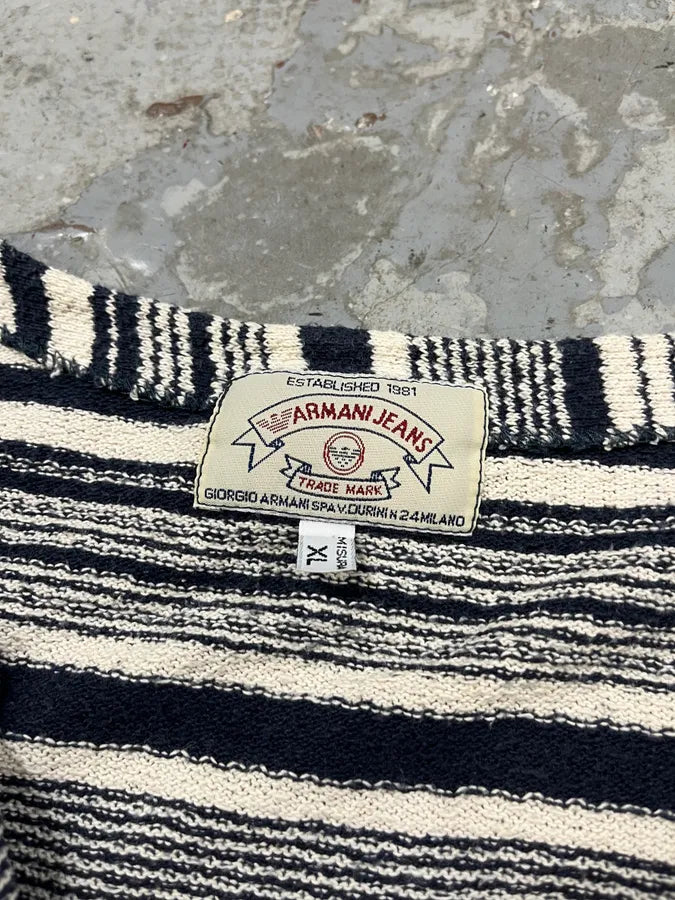 ESTABLISHED 1981
ARMANI JEANS
TRADE MARK
GIORGIO ARMANI SPA V. DURINI N 24 MILANO
MISURA
XL